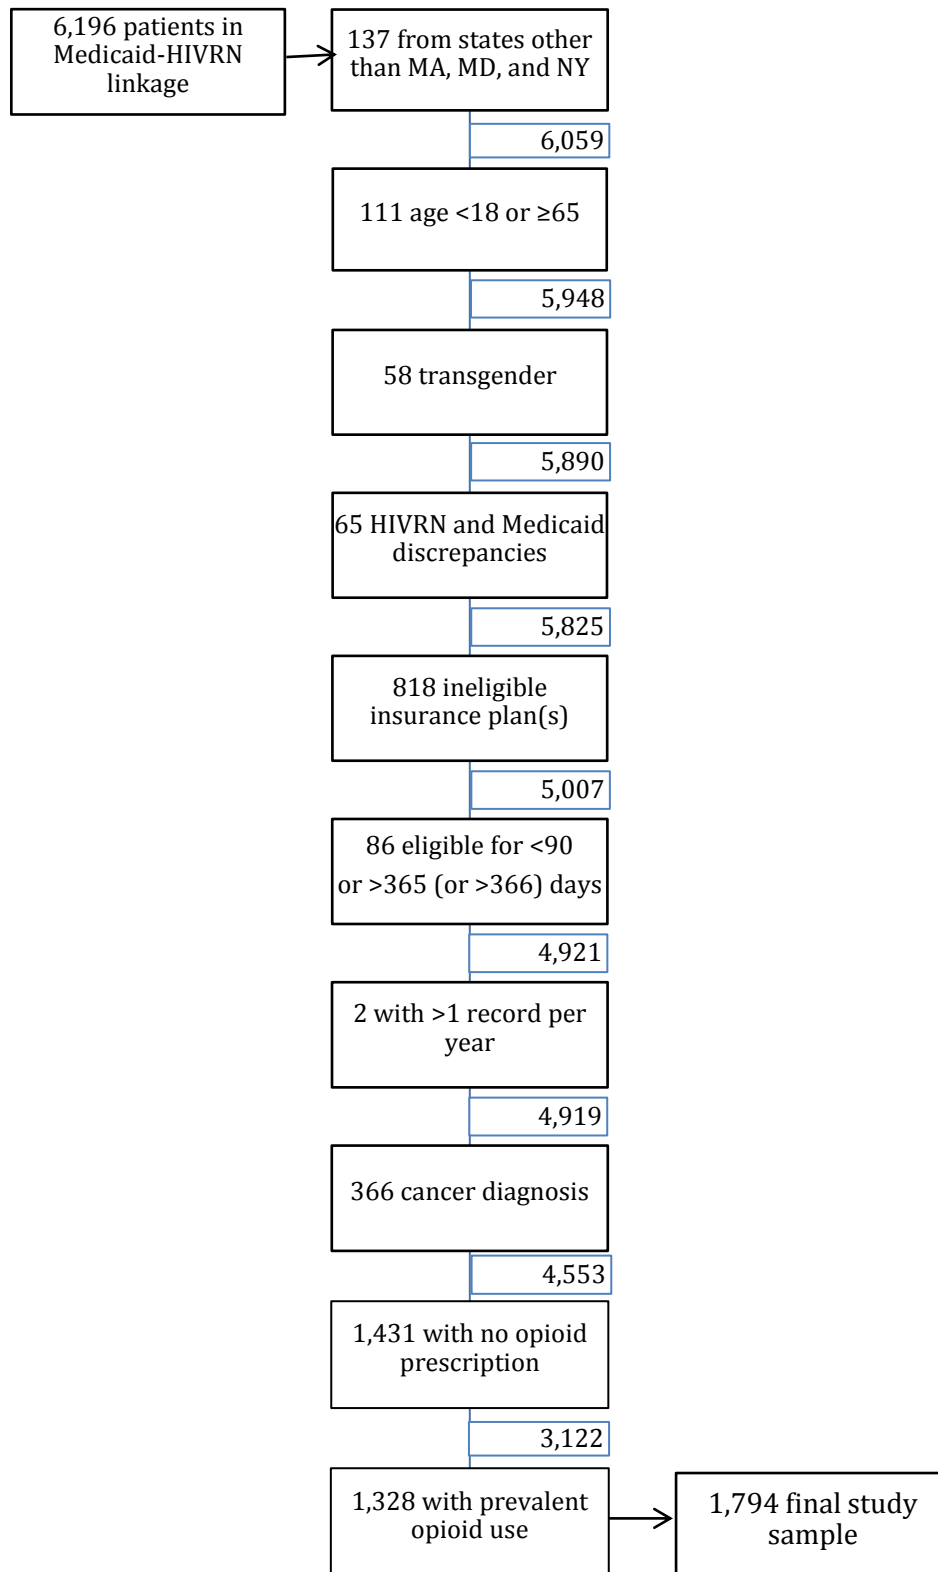 6,196 patients in
Medicaid-HIVRN
linkage
137 from states other
than MA, MD, and NY
6,059
111 age <18 or ≥65
5,948
58 transgender
5,890
65 HIVRN and Medicaid
discrepancies
5,825
818 ineligible
insurance plan(s)
5,007
86 eligible for <90
or >365 (or >366) days
4,921
2 with >1 record per
year
4,919
366 cancer diagnosis
4,553
1,431 with no opioid
prescription
3,122
1,328 with prevalent
opioid use
1,794 final study
sample